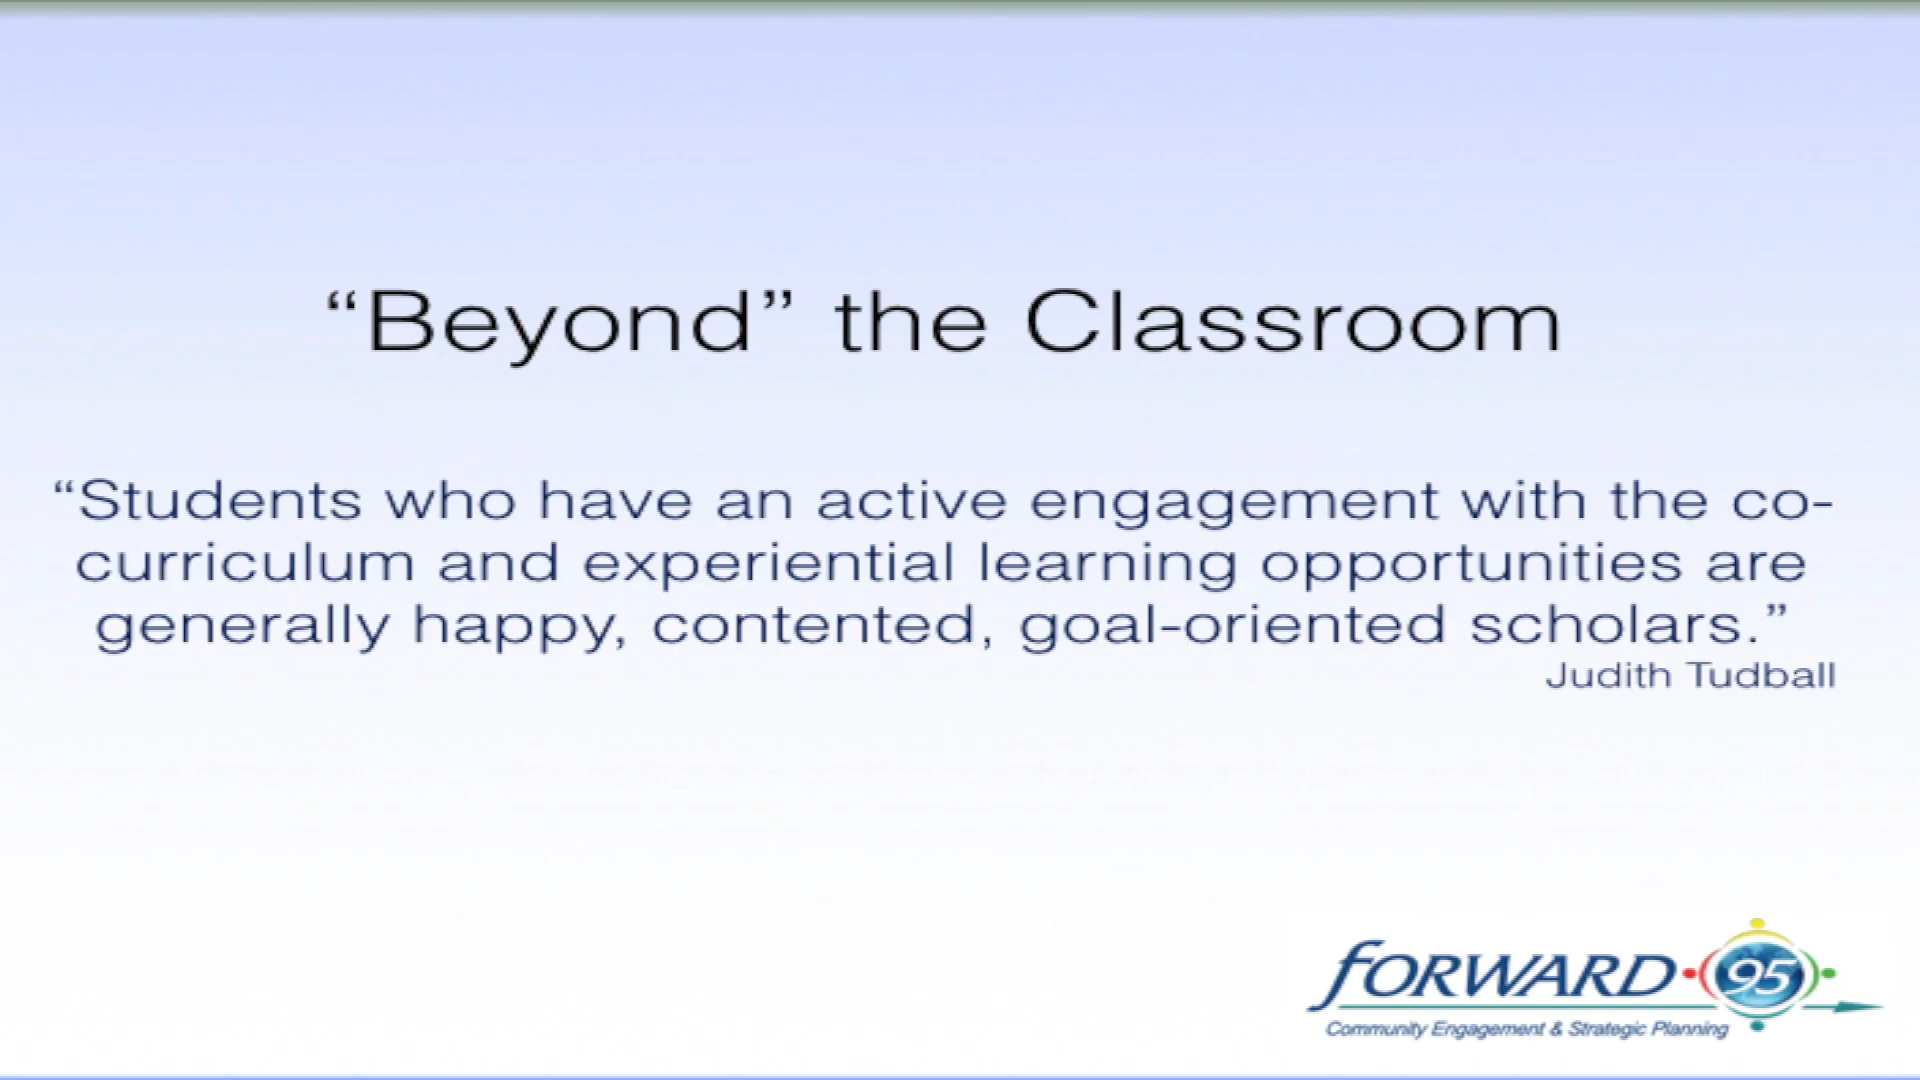 “Beyond” the Classroom
“Students who have an active engagement with the co-
curriculum and experiential learning opportunities are
generally happy, contented, goal-oriented scholars.”
Judith Tudball
FORWARD 95
Community Engagement & Strategic Planning